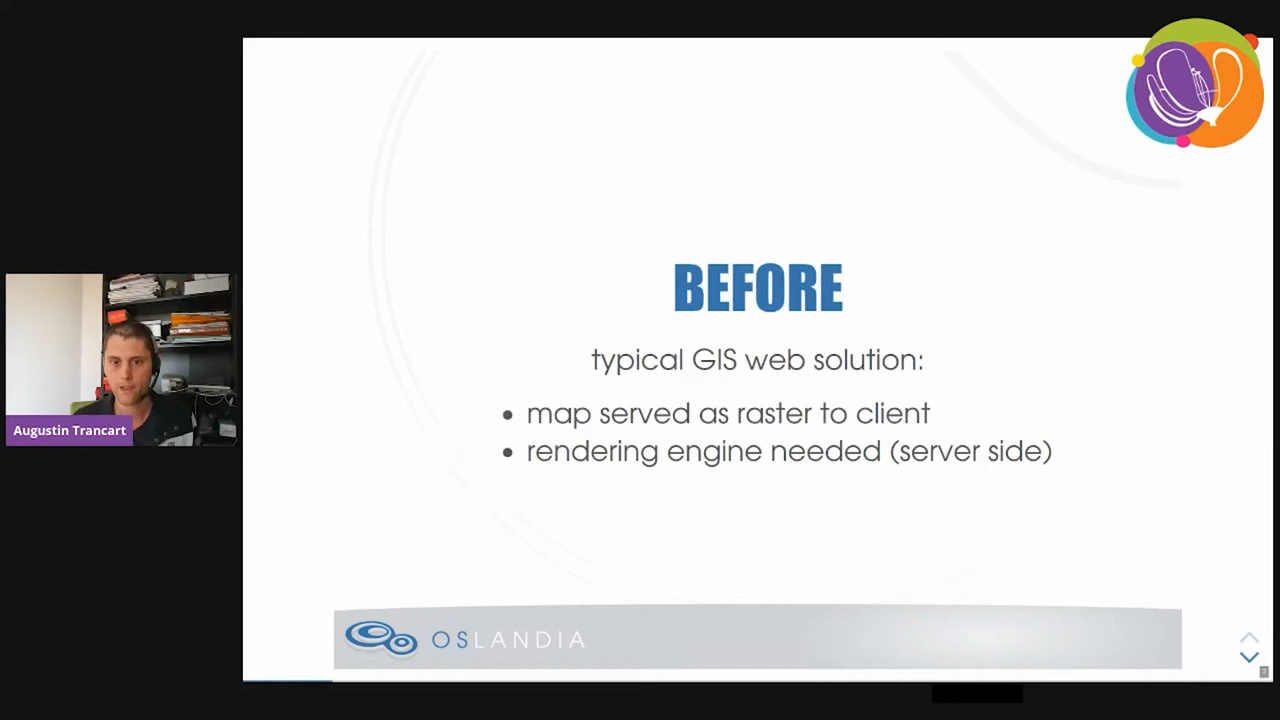 BEFORE
typical GIS web solution:
• map served as raster to client
• rendering engine needed (server side)
Augustin Trancart
OSLANDIA